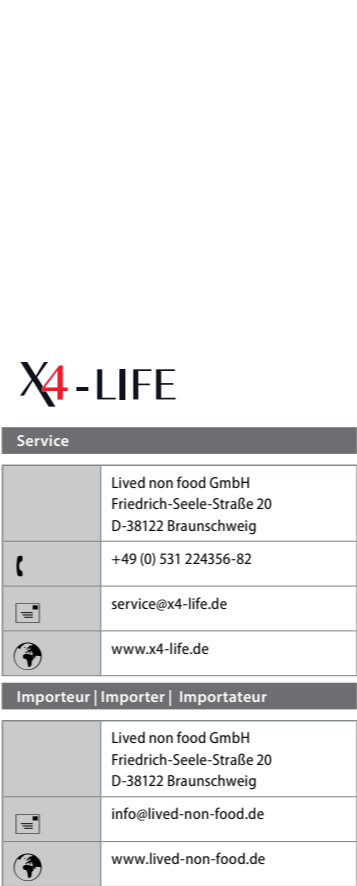 X4-LIFE
Service
Lived non food GmbH
Friedrich-Seele-Straße 20
D-38122 Braunschweig
+49 (0) 531 224356-82
service@x4-life.de
www.x4-life.de
Importeur | Importer | Importateur
Lived non food GmbH
Friedrich-Seele-Straße 20
D-38122 Braunschweig
info@lived-non-food.de
www.lived-non-food.de